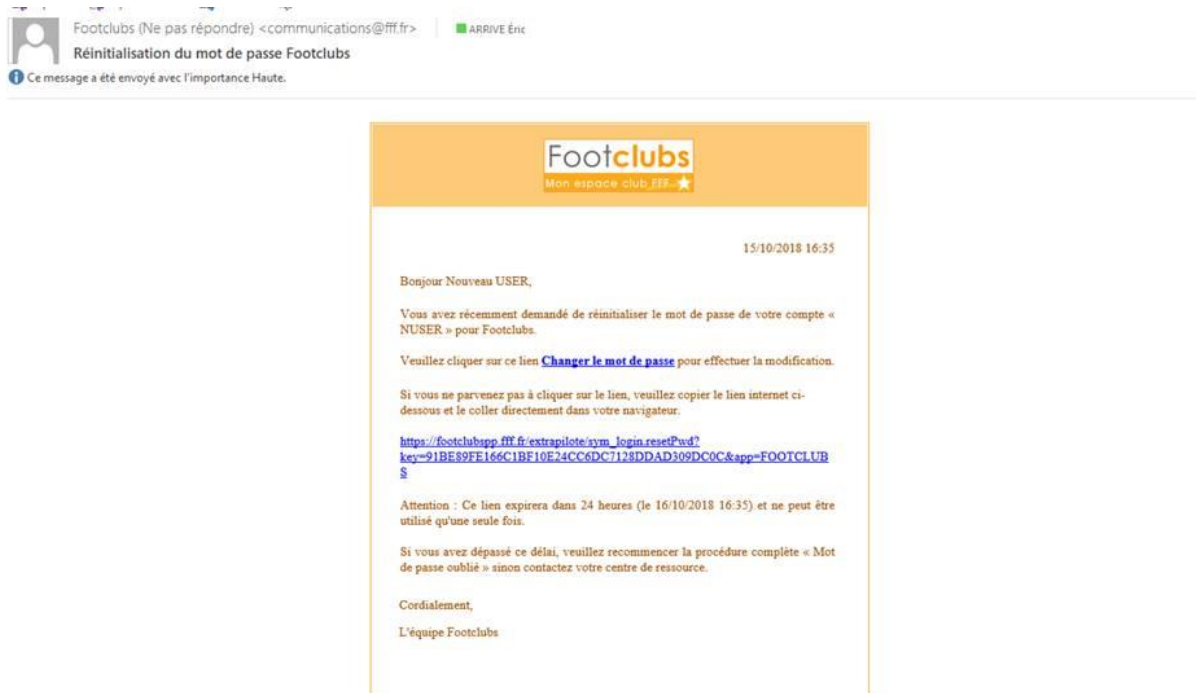 Footclubs (Ne pas répondre) <communications@fff.fr>
ARRIVE Éric
Réinitialisation du mot de passe Footclubs
Ce message a été envoyé avec l'importance Haute.
Footclubs
Mon espace club FFF
15/10/2018 16:35
Bonjour Nouveau USER,
Vous avez récemment demandé de réinitialiser le mot de passe de votre compte «
NUSER » pour Footclubs.
Veuillez cliquer sur ce lien Changer le mot de passe pour effectuer la modification.
Si vous ne parvenez pas à cliquer sur le lien, veuillez copier le lien internet ci-
dessous et le coller directement dans votre navigateur.
https://footclubspp.fff.fr/extrapilote/sym_login.resetPwd?
key=91BE89FE166C1BF10E24CC6DC7128DDAD309DC0C&app=FOOTCLUB
S
Attention : Ce lien expirera dans 24 heures (le 16/10/2018 16:35) et ne peut être
utilisé qu'une seule fois.
Si vous avez dépassé ce délai, veuillez recommencer la procédure complète « Mot
de passe oublié » sinon contactez votre centre de ressource.
Cordialement,
L'équipe Footclubs